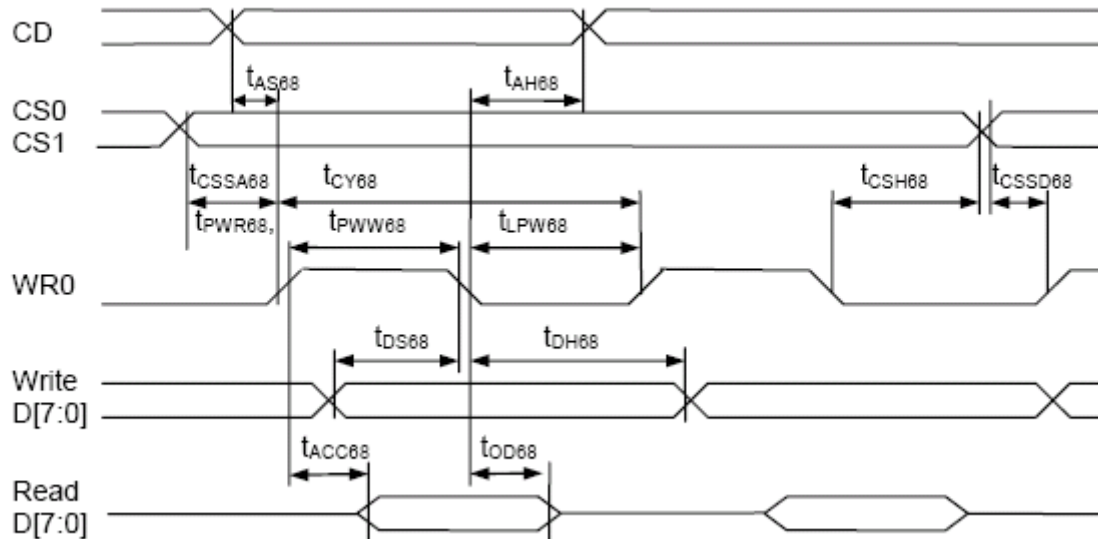 CD
tAS68 tAH68
CS0
CS1
tCSSA68 tCY68 tCSH68 tCSSD68
tPWR68, tPWW68 tLPW68
WR0
tDS68 tDH68
Write
D[7:0]
tACC68 tOD68
Read
D[7:0]